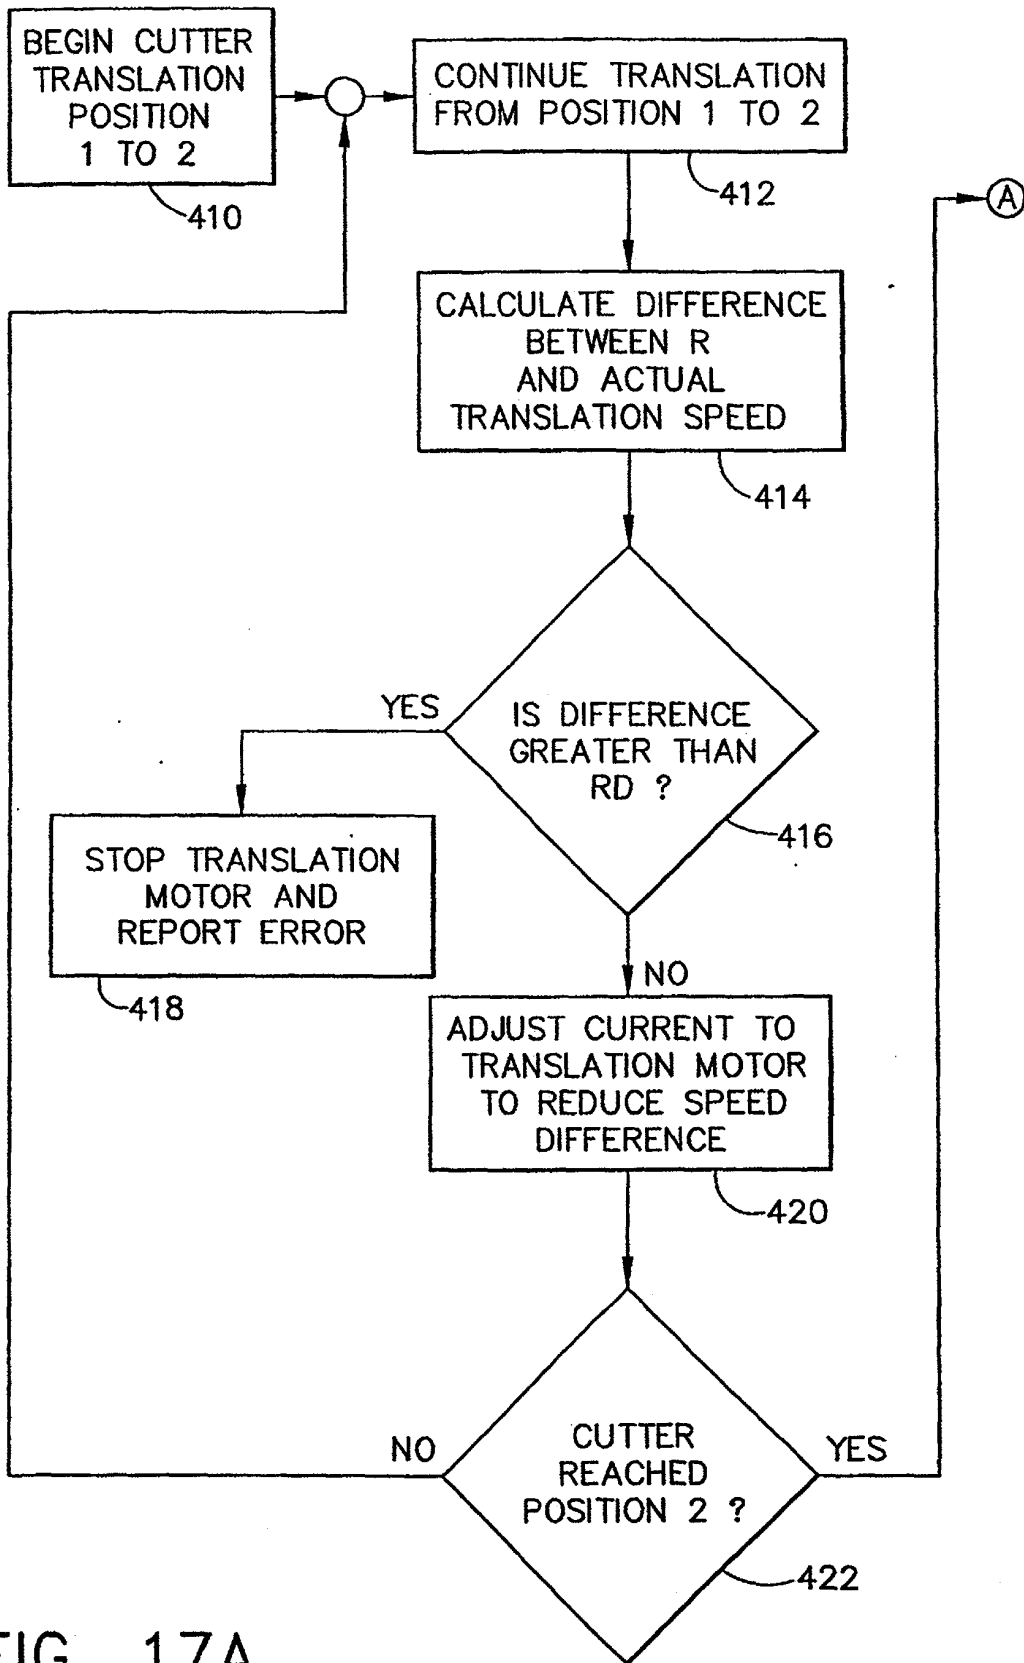 BEGIN CUTTER
TRANSLATION
POSITION
1 TO 2
410
CONTINUE TRANSLATION
FROM POSITION 1 TO 2
412
A
CALCULATE DIFFERENCE
BETWEEN R
AND ACTUAL
TRANSLATION SPEED
414
YES
IS DIFFERENCE
GREATER THAN
RD ?
416
STOP TRANSLATION
MOTOR AND
REPORT ERROR
418
NO
ADJUST CURRENT TO
TRANSLATION MOTOR
TO REDUCE SPEED
DIFFERENCE
420
NO
CUTTER
REACHED
POSITION 2 ?
YES
422
FIG. 17A